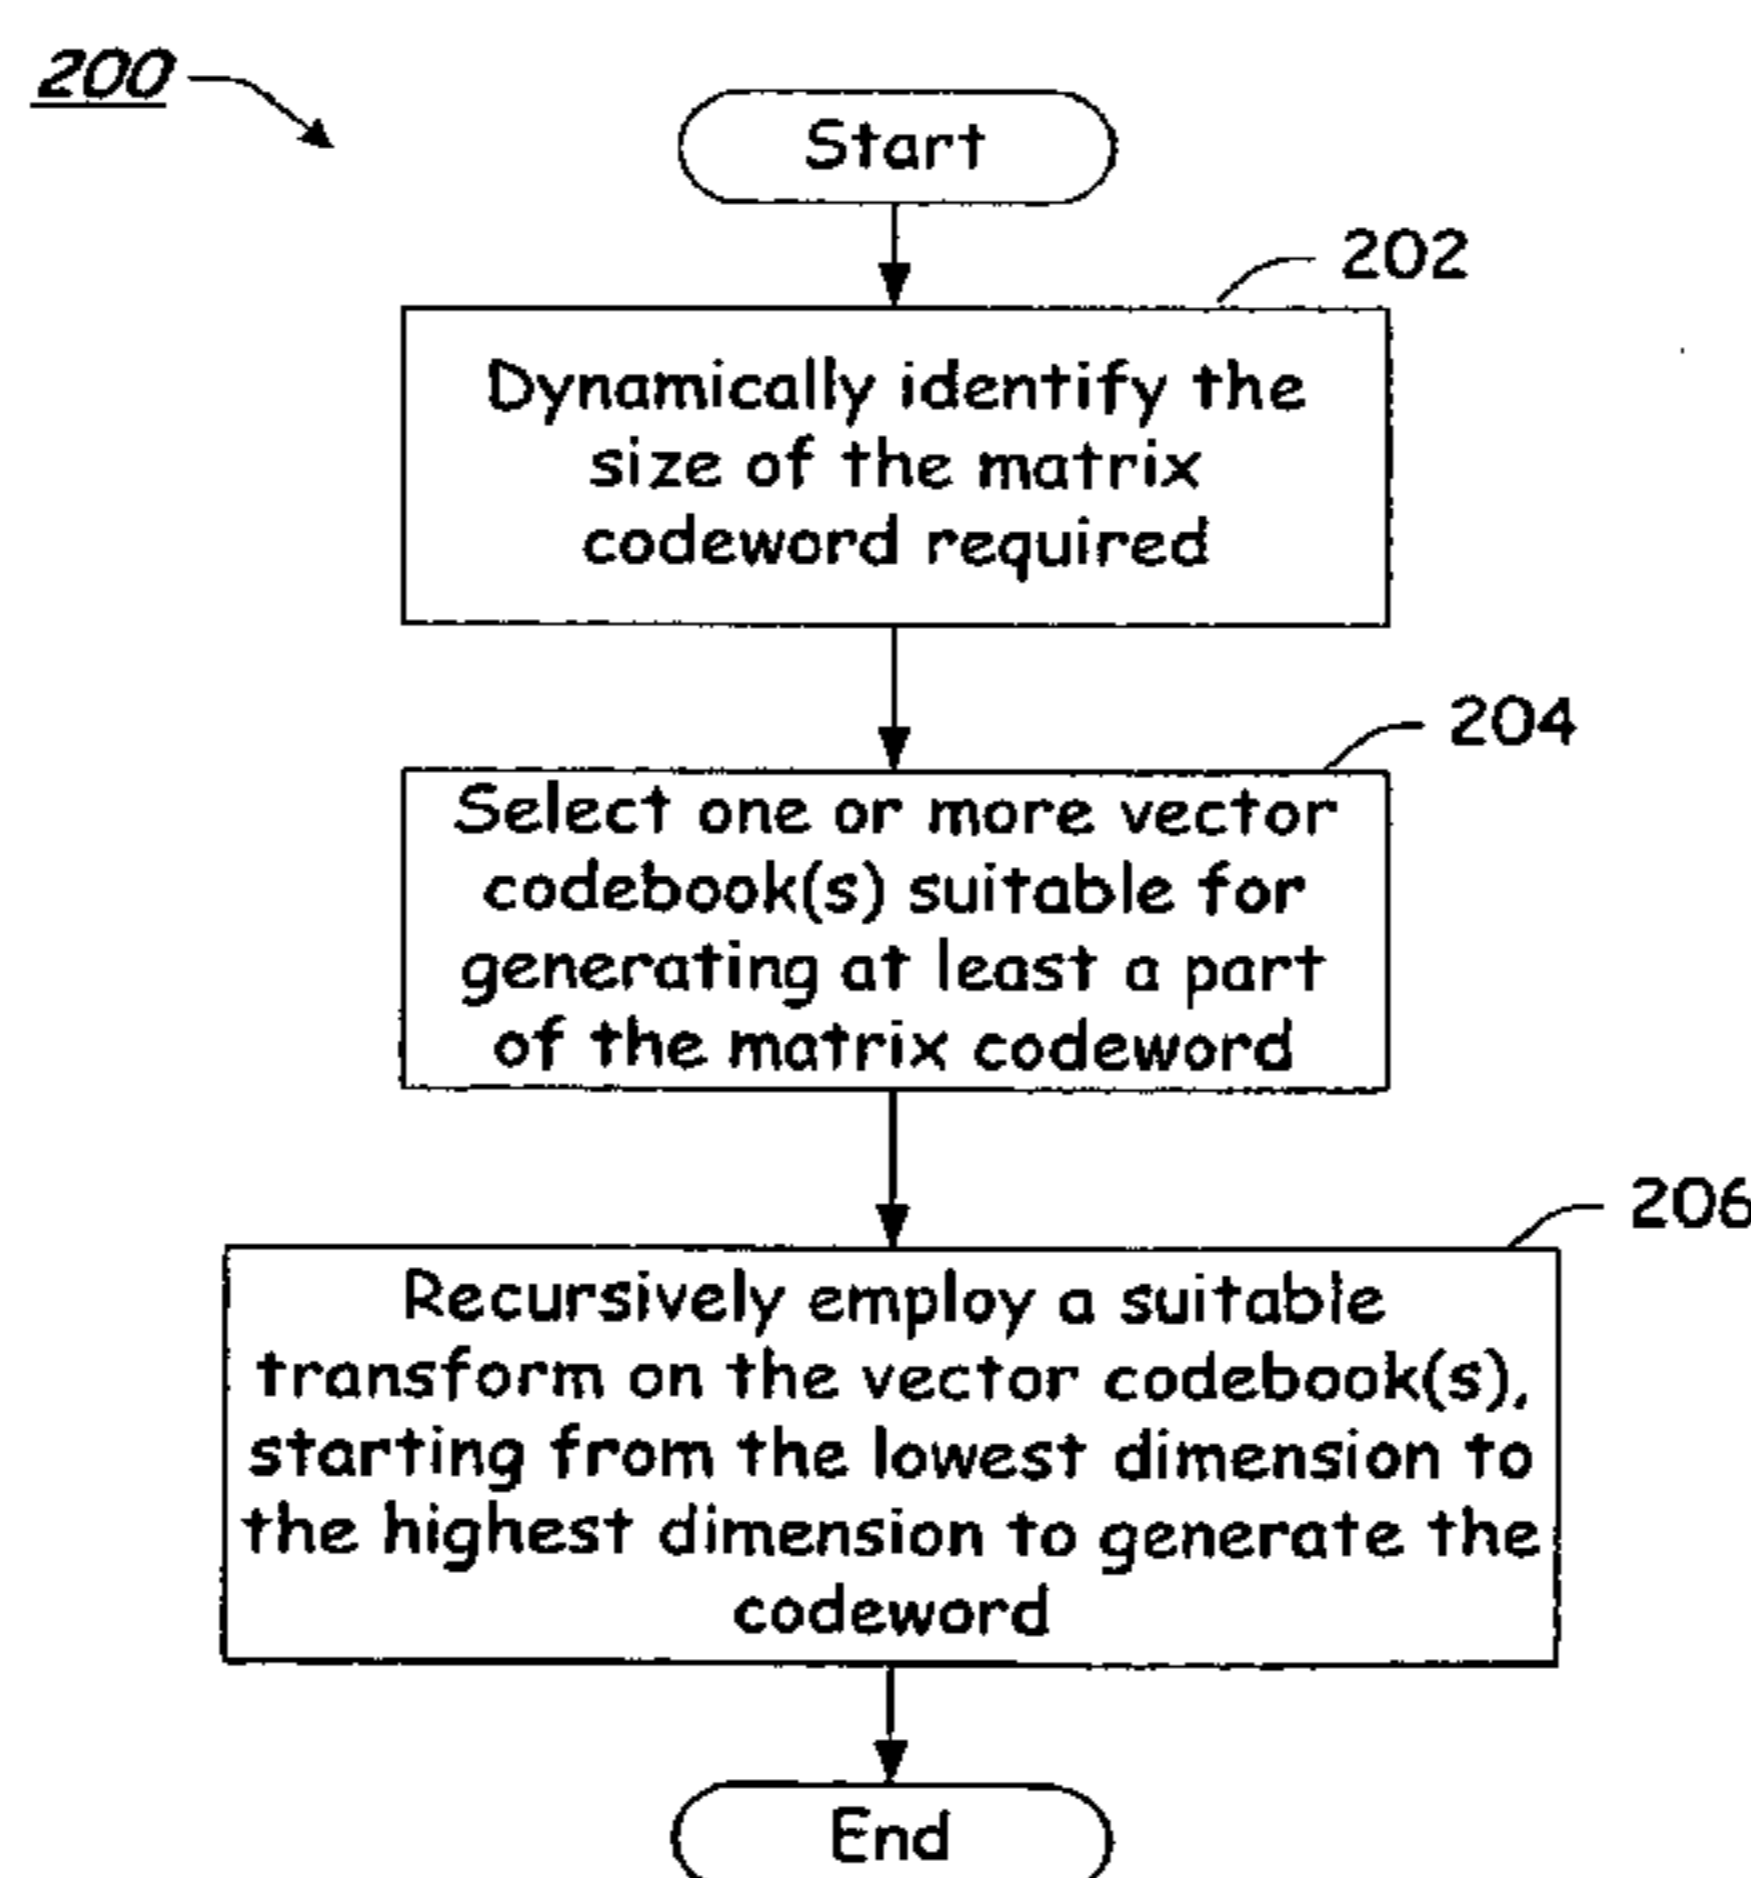 200
Start
202
Dynamically identify the
size of the matrix
codeword required
204
Select one or more vector
codebook(s) suitable for
generating at least a part
of the matrix codeword
206
Recursively employ a suitable
transform on the vector codebook(s),
starting from the lowest dimension to
the highest dimension to generate the
codeword
End